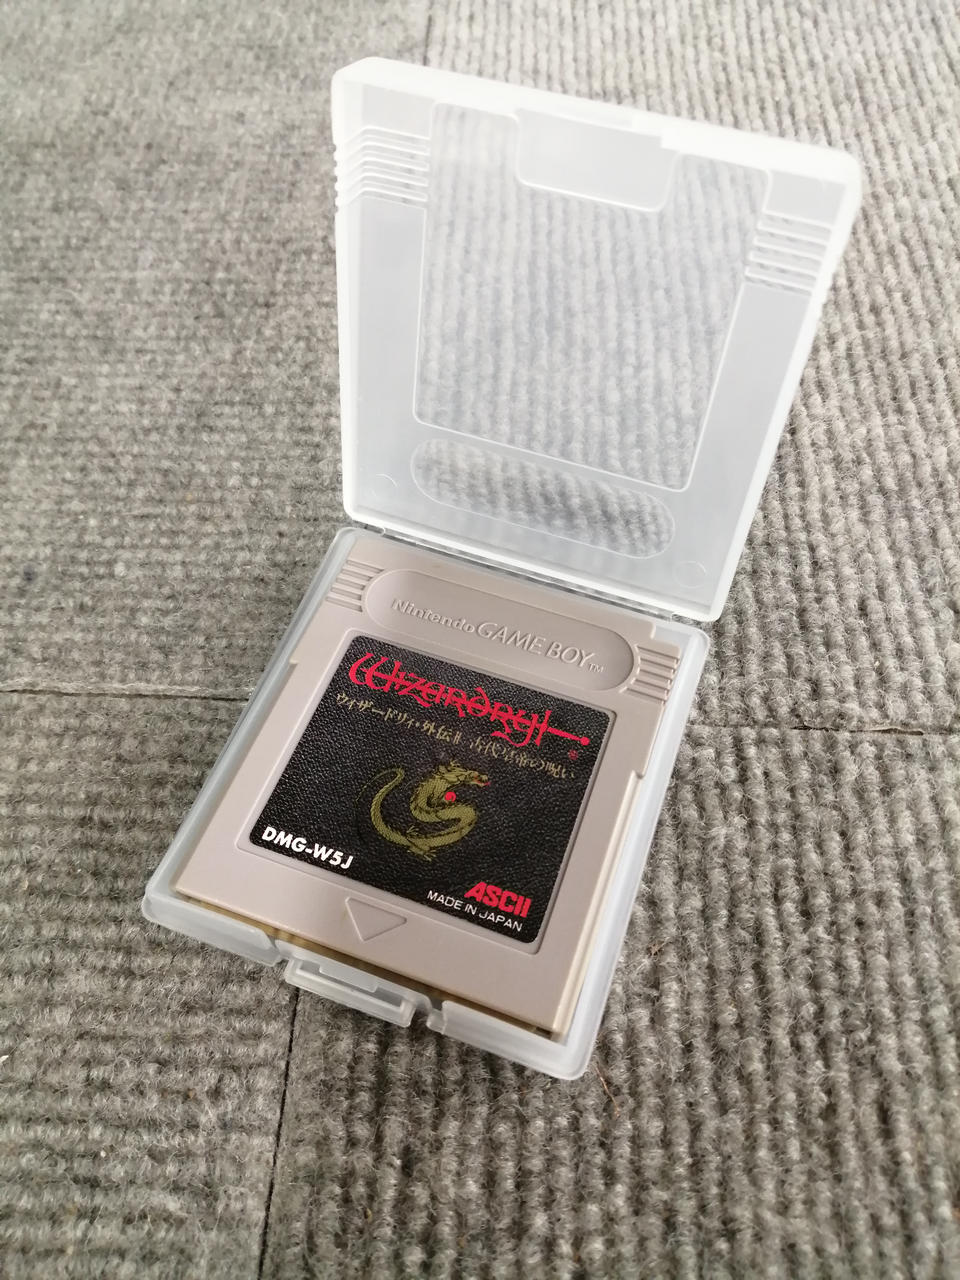 Nintendo GAME BOY™
Wizardry
ウィザードリィ・外伝Ⅱ 古代皇帝の呪い
DMG-W5J
ASCII
MADE IN JAPAN